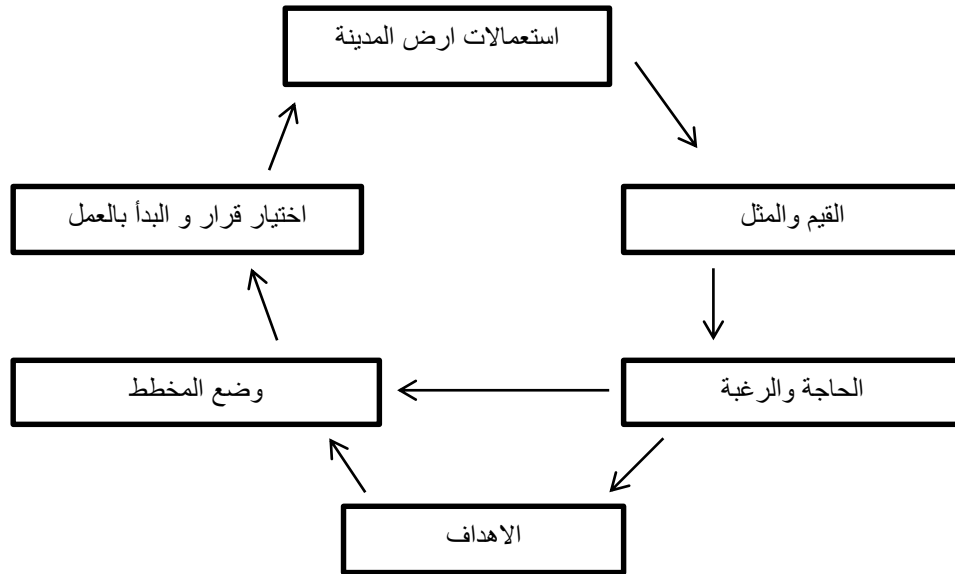 استعمالات ارض المدينة
القيم والمثل
اختيار قرار و البدأ بالعمل
الحاجة والرغبة
وضع المخطط
الاهداف